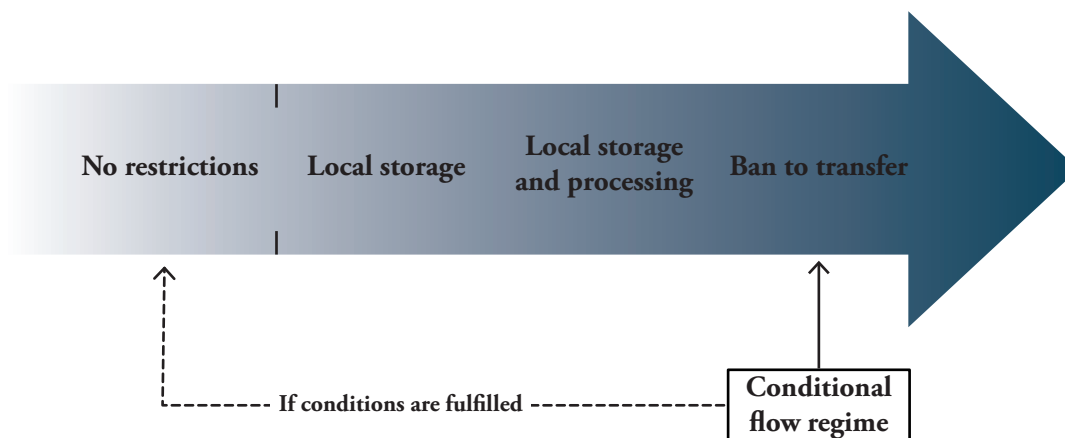 No restrictions
Local storage
Local storage
and processing
Ban to transfer
If conditions are fulfilled
Conditional
flow regime